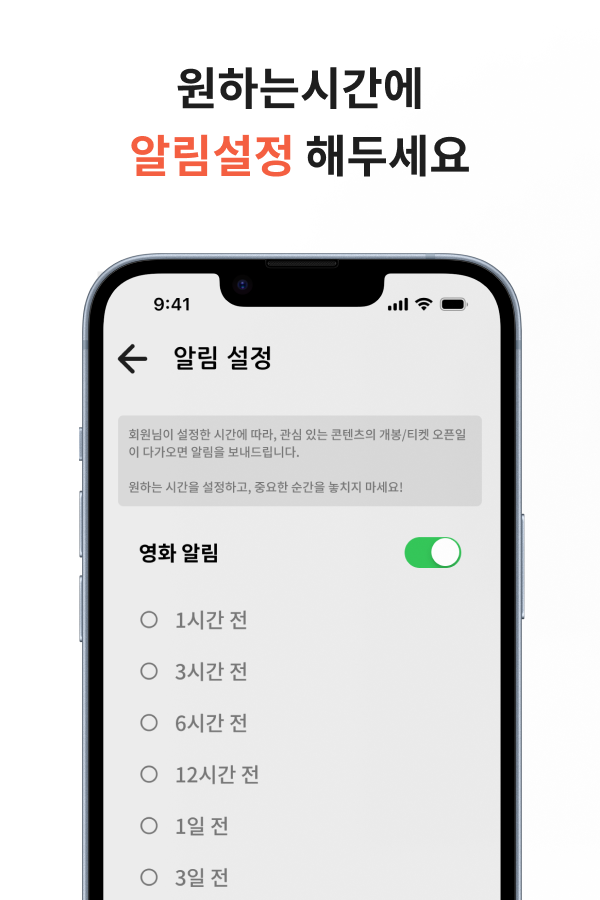 원하는시간에
알림설정 해두세요
9:41
알림 설정
회원님이 설정한 시간에 따라, 관심 있는 콘텐츠의 개봉/티켓 오픈일
이 다가오면 알림을 보내드립니다.
원하는 시간을 설정하고, 중요한 순간을 놓치지 마세요!
영화 알림
1시간 전
3시간 전
6시간 전
12시간 전
1일 전
3일 전